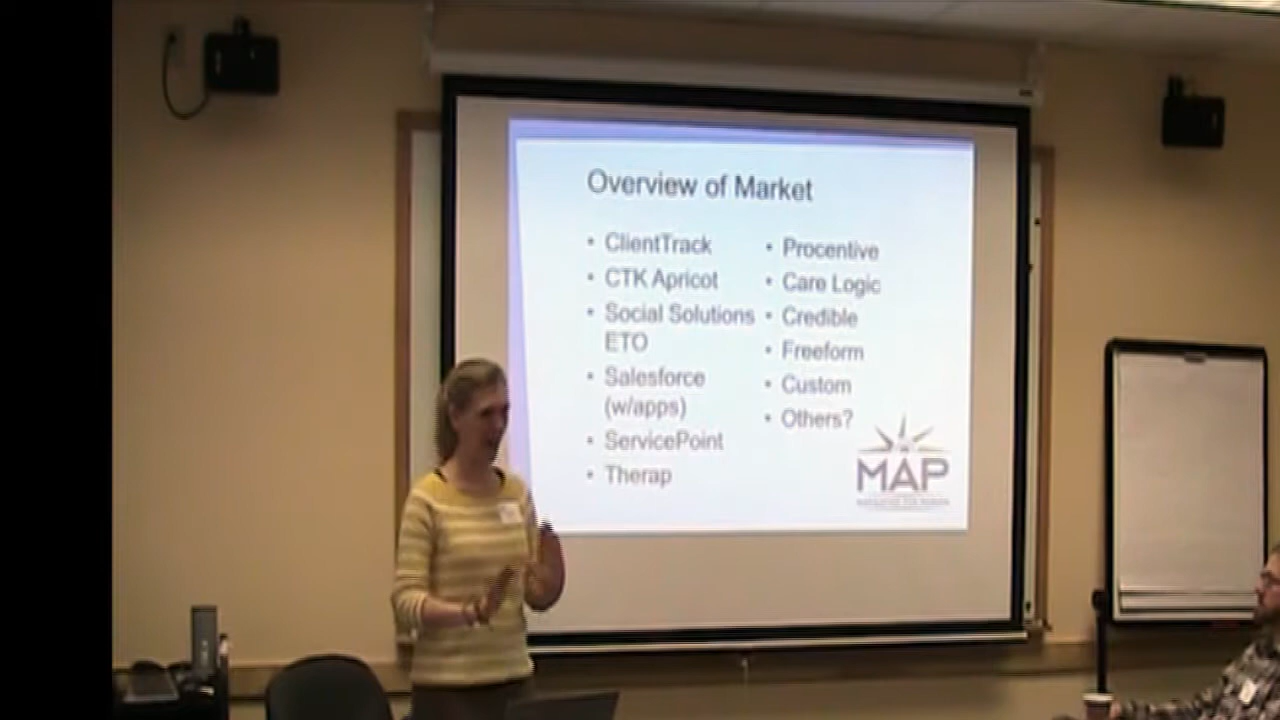 Overview of Market
• ClientTrack
• CTK Apricot
• Social Solutions
ETO
• Salesforce
(w/apps)
• ServicePoint
• Therap
• Procentive
• Care Logic
• Credible
• Freeform
• Custom
• Others?
MAP